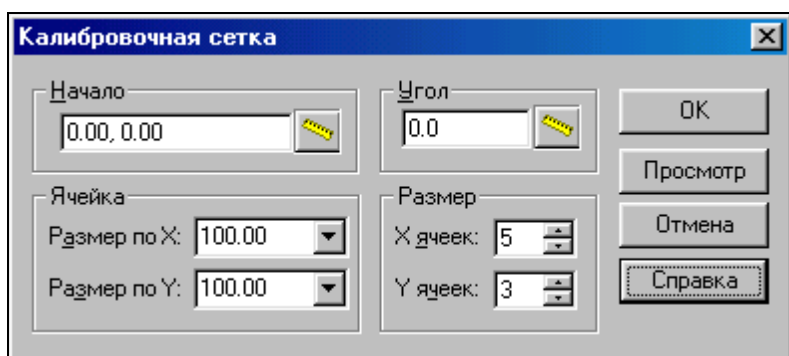 Калибровочная сетка
Начало
0.00, 0.00
Угол
0.0
OK
Просмотр
Отмена
Справка
Ячейка
Размер по X: 100.00
Размер по Y: 100.00
Размер
X ячеек: 5
Y ячеек: 3